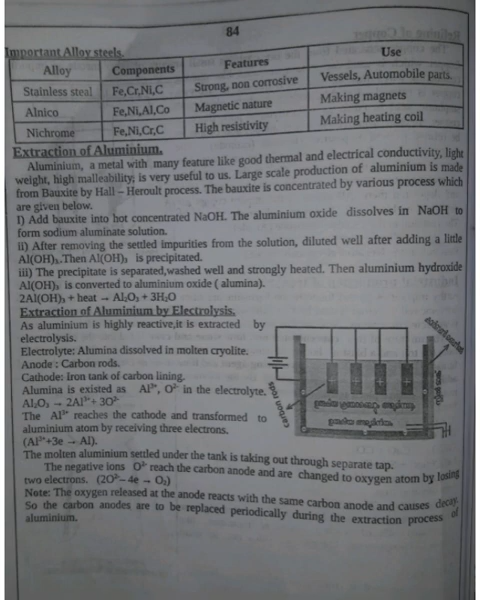 84
Important Alloy steels.
Alloy Components Features Use
Stainless steal Fe,Cr,Ni,C Strong, non corrosive Vessels, Automobile parts.
Alnico Fe,Ni,Al,Co Magnetic nature Making magnets
Nichrome Fe,Ni,Cr,C High resistivity Making heating coil
Extraction of Aluminium.
Aluminium, a metal with many feature like good thermal and electrical conductivity, light
weight, high malleability, is very useful to us. Large scale production of aluminium is made
from Bauxite by Hall – Heroult process. The bauxite is concentrated by various process which
are given below.
I) Add bauxite into hot concentrated NaOH. The aluminium oxide dissolves in NaOH to
form sodium aluminate solution.
ii) After removing the settled impurities from the solution, diluted well after adding a little
Al(OH)₃.Then Al(OH)₃ is precipitated.
iii) The precipitate is separated,washed well and strongly heated. Then aluminium hydroxide
Al(OH)₃ is converted to aluminium oxide ( alumina).
2Al(OH)₃ + heat → Al₂O₃ + 3H₂O
Extraction of Aluminium by Electrolysis.
As aluminium is highly reactive,it is extracted by
electrolysis.
Electrolyte: Alumina dissolved in molten cryolite.
Anode : Carbon rods.
Cathode: Iron tank of carbon lining.
Alumina is existed as Al³⁺, O²⁻ in the electrolyte.
Al₂O₃ → 2Al³⁺+ 3O²⁻
The Al³⁺ reaches the cathode and transformed to
aluminium atom by receiving three electrons.
(Al³⁺+3e → Al).
carbon rods
The molten aluminium settled under the tank is taking out through separate tap.
The negative ions O²⁻ reach the carbon anode and are changed to oxygen atom by losing
two electrons. (2O²⁻– 4e → O₂)
Note: The oxygen released at the anode reacts with the same carbon anode and causes decay.
So the carbon anodes are to be replaced periodically during the extraction process of
aluminium.